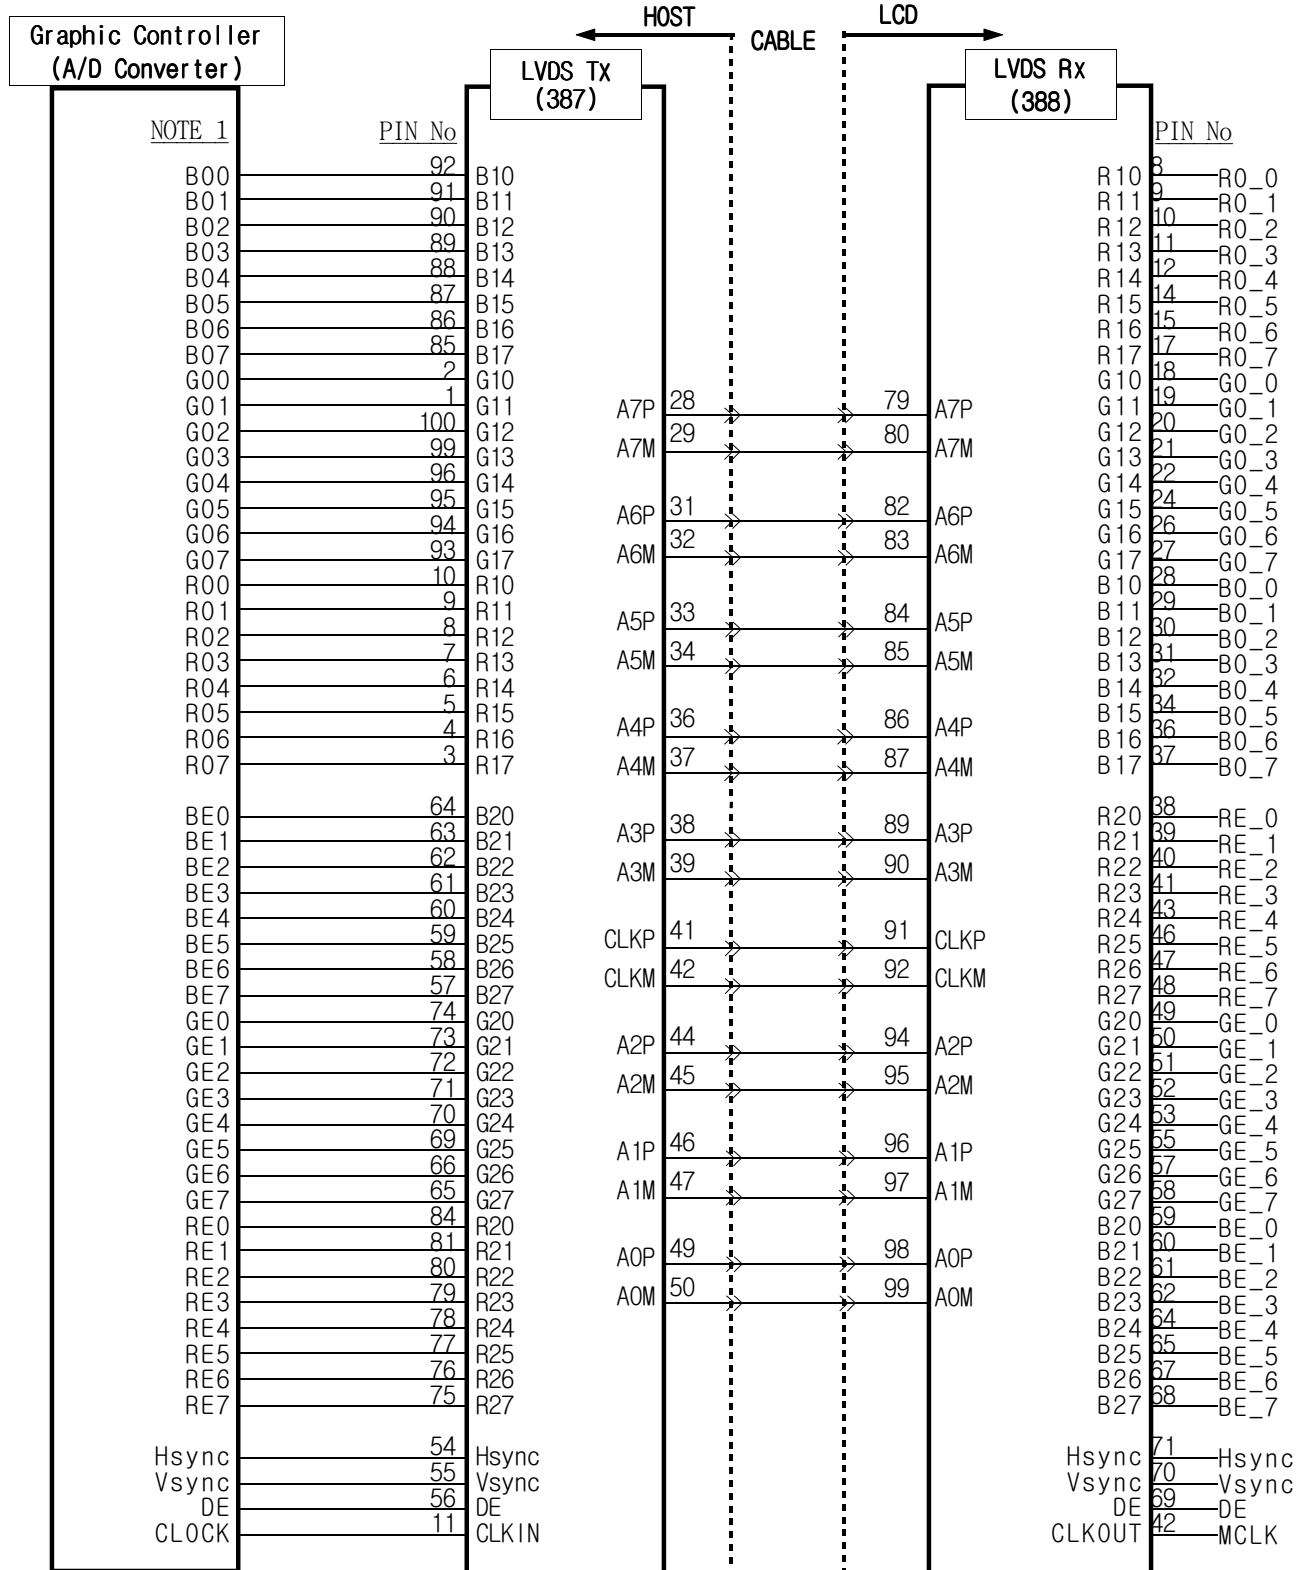 HOST LCD
CABLE
Graphic Controller
(A/D Converter)
LVDS Tx
(387)
LVDS Rx
(388)
NOTE 1 PIN No PIN No
B00 92 B10 R10 8 R0_0
B01 91 B11 R11 9 R0_1
B02 90 B12 R12 10 R0_2
B03 89 B13 R13 11 R0_3
B04 88 B14 R14 12 R0_4
B05 87 B15 R15 14 R0_5
B06 86 B16 R16 15 R0_6
B07 85 B17 R17 17 R0_7
G00 2 G10 G10 18 G0_0
G01 1 G11 A7P 28 79 A7P G11 19 G0_1
G02 100 G12 G12 20 G0_2
G03 99 G13 A7M 29 80 A7M G13 21 G0_3
G04 96 G14 G14 22 G0_4
G05 95 G15 A6P 31 82 A6P G15 24 G0_5
G06 94 G16 G16 26 G0_6
G07 93 G17 A6M 32 83 A6M G17 27 G0_7
R00 10 R10 B10 28 B0_0
R01 9 R11 A5P 33 84 A5P B11 29 B0_1
R02 8 R12 B12 30 B0_2
R03 7 R13 A5M 34 85 A5M B13 31 B0_3
R04 6 R14 B14 32 B0_4
R05 5 R15 A4P 36 86 A4P B15 34 B0_5
R06 4 R16 B16 36 B0_6
R07 3 R17 A4M 37 87 A4M B17 37 B0_7
BE0 64 B20 A3P 38 89 A3P R20 38 RE_0
BE1 63 B21 R21 39 RE_1
BE2 62 B22 A3M 39 90 A3M R22 40 RE_2
BE3 61 B23 R23 41 RE_3
BE4 60 B24 R24 43 RE_4
BE5 59 B25 CLKP 41 91 CLKP R25 46 RE_5
BE6 58 B26 CLKM 42 92 CLKM R26 47 RE_6
BE7 57 B27 R27 48 RE_7
GE0 74 G20 G20 49 GE_0
GE1 73 G21 A2P 44 94 A2P G21 50 GE_1
GE2 72 G22 A2M 45 95 A2M G22 51 GE_2
GE3 71 G23 G23 52 GE_3
GE4 70 G24 G24 53 GE_4
GE5 69 G25 A1P 46 96 A1P G25 55 GE_5
GE6 66 G26 G26 57 GE_6
GE7 65 G27 A1M 47 97 A1M G27 58 GE_7
RE0 84 R20 B20 59 BE_0
RE1 81 R21 A0P 49 98 A0P B21 60 BE_1
RE2 80 R22 B22 61 BE_2
RE3 79 R23 A0M 50 99 A0M B23 62 BE_3
RE4 78 R24 B24 64 BE_4
RE5 77 R25 B25 65 BE_5
RE6 76 R26 B26 67 BE_6
RE7 75 R27 B27 68 BE_7
Hsync 54 Hsync Hsync 71 Hsync
Vsync 55 Vsync Vsync 70 Vsync
DE 56 DE DE 69 DE
CLOCK 11 CLKIN CLKOUT 42 MCLK